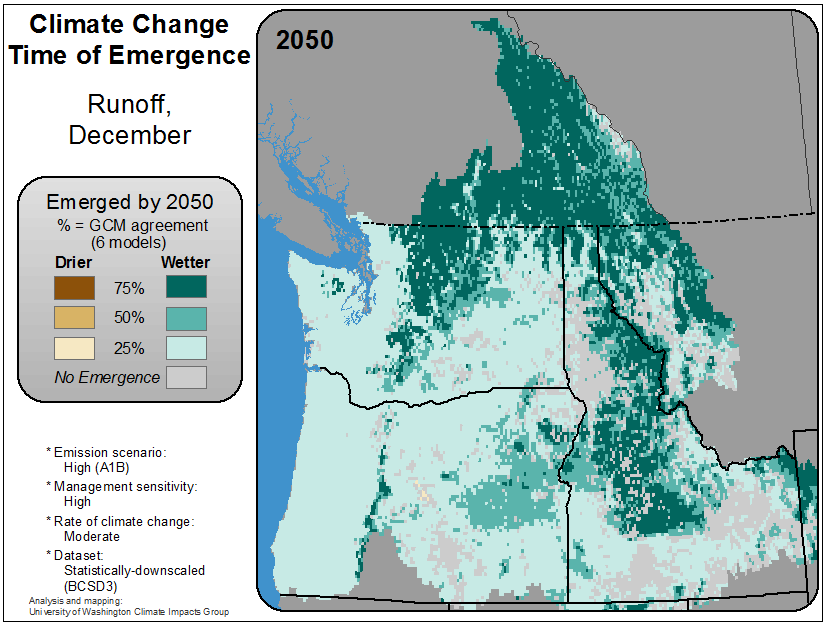 Climate Change
Time of Emergence
Runoff,
December
Emerged by 2050
% = GCM agreement
(6 models)
Drier Wetter
75%
50%
25%
No Emergence
* Emission scenario:
High (A1B)
* Management sensitivity:
High
* Rate of climate change:
Moderate
* Dataset:
Statistically-downscaled
(BCSD3)
Analysis and mapping:
University of Washington Climate Impacts Group
2050